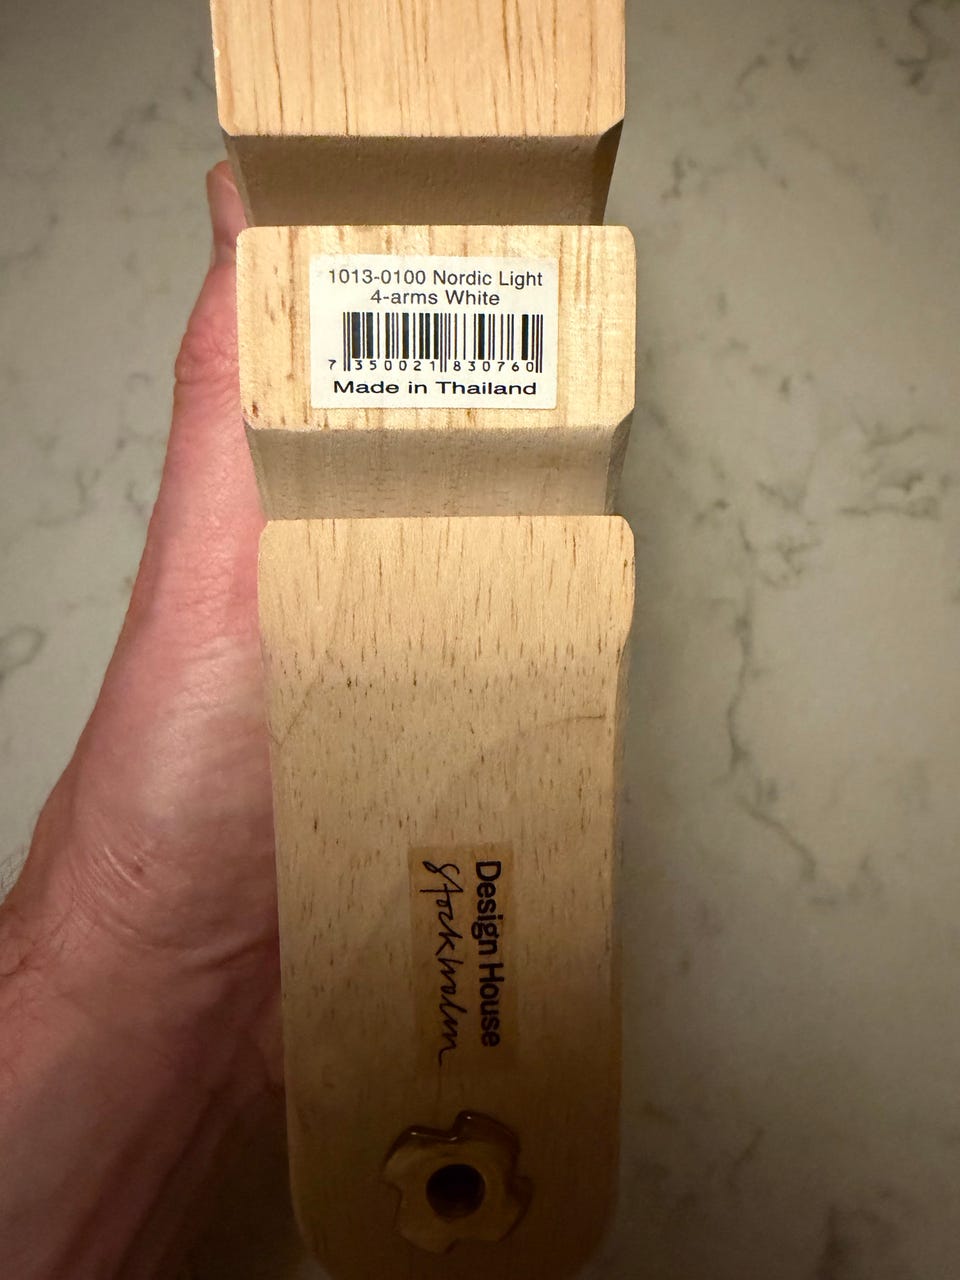 1013-0100 Nordic Light
4-arms White
7 350021 830760
Made in Thailand
Design House
Stockholm